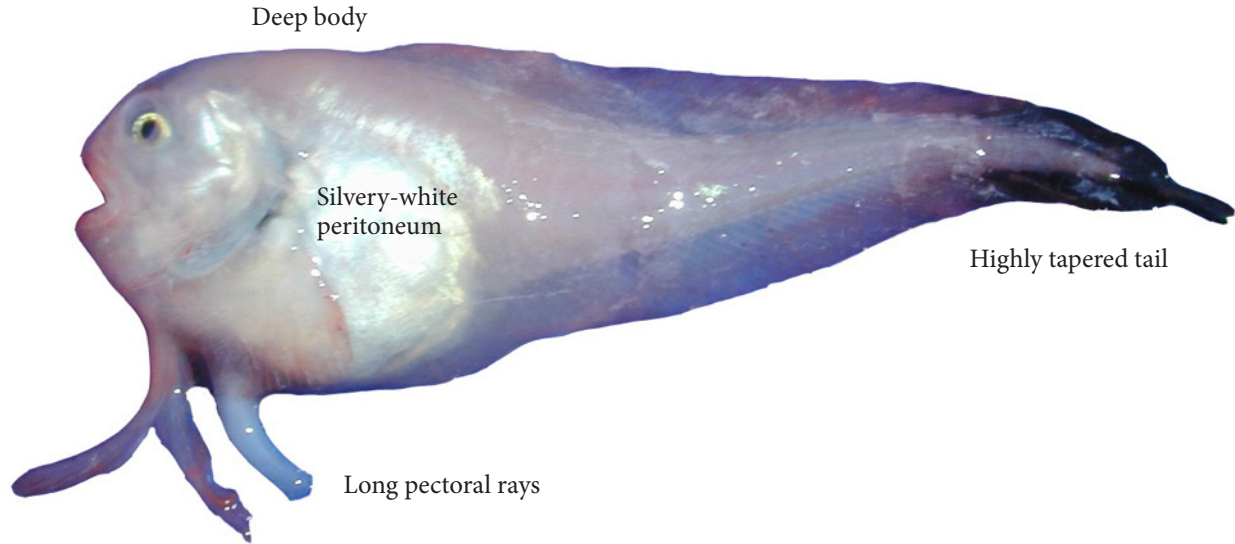 Deep body
Silvery-white
peritoneum
Highly tapered tail
Long pectoral rays